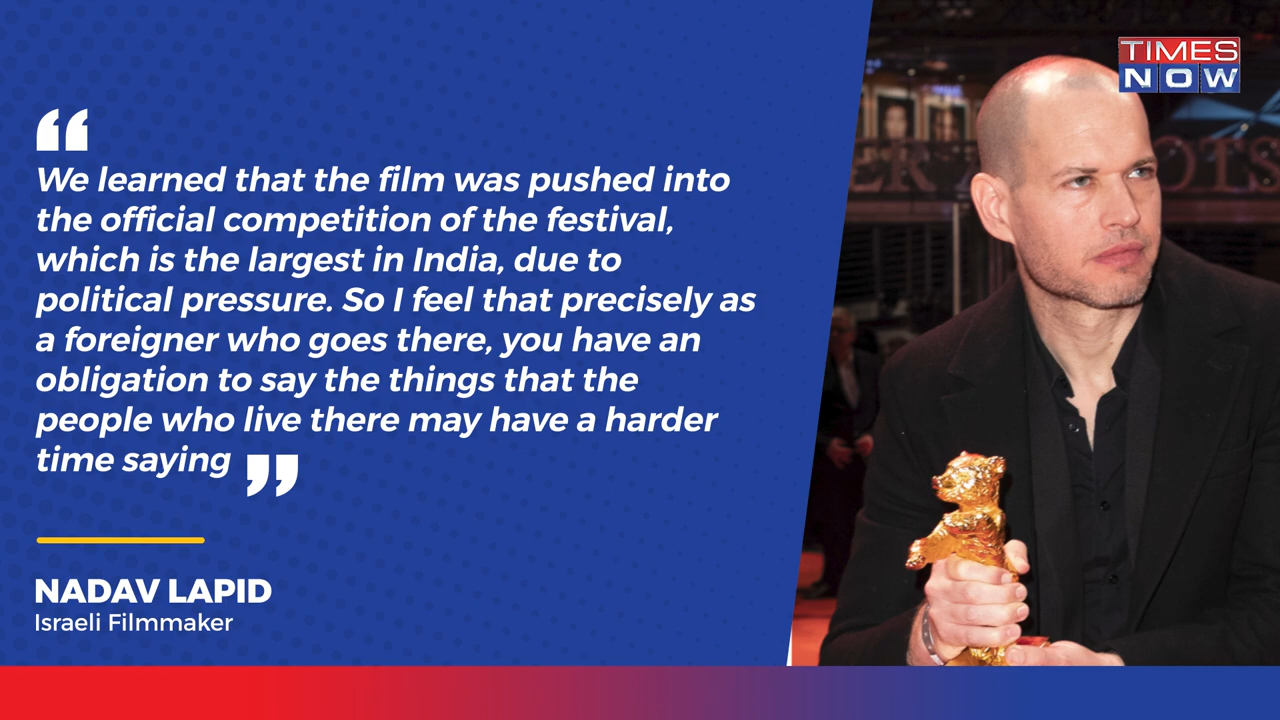 TIMES
NOW
“
We learned that the film was pushed into
the official competition of the festival,
which is the largest in India, due to
political pressure. So I feel that precisely as
a foreigner who goes there, you have an
obligation to say the things that the
people who live there may have a harder
time saying ”
NADAV LAPID
Israeli Filmmaker